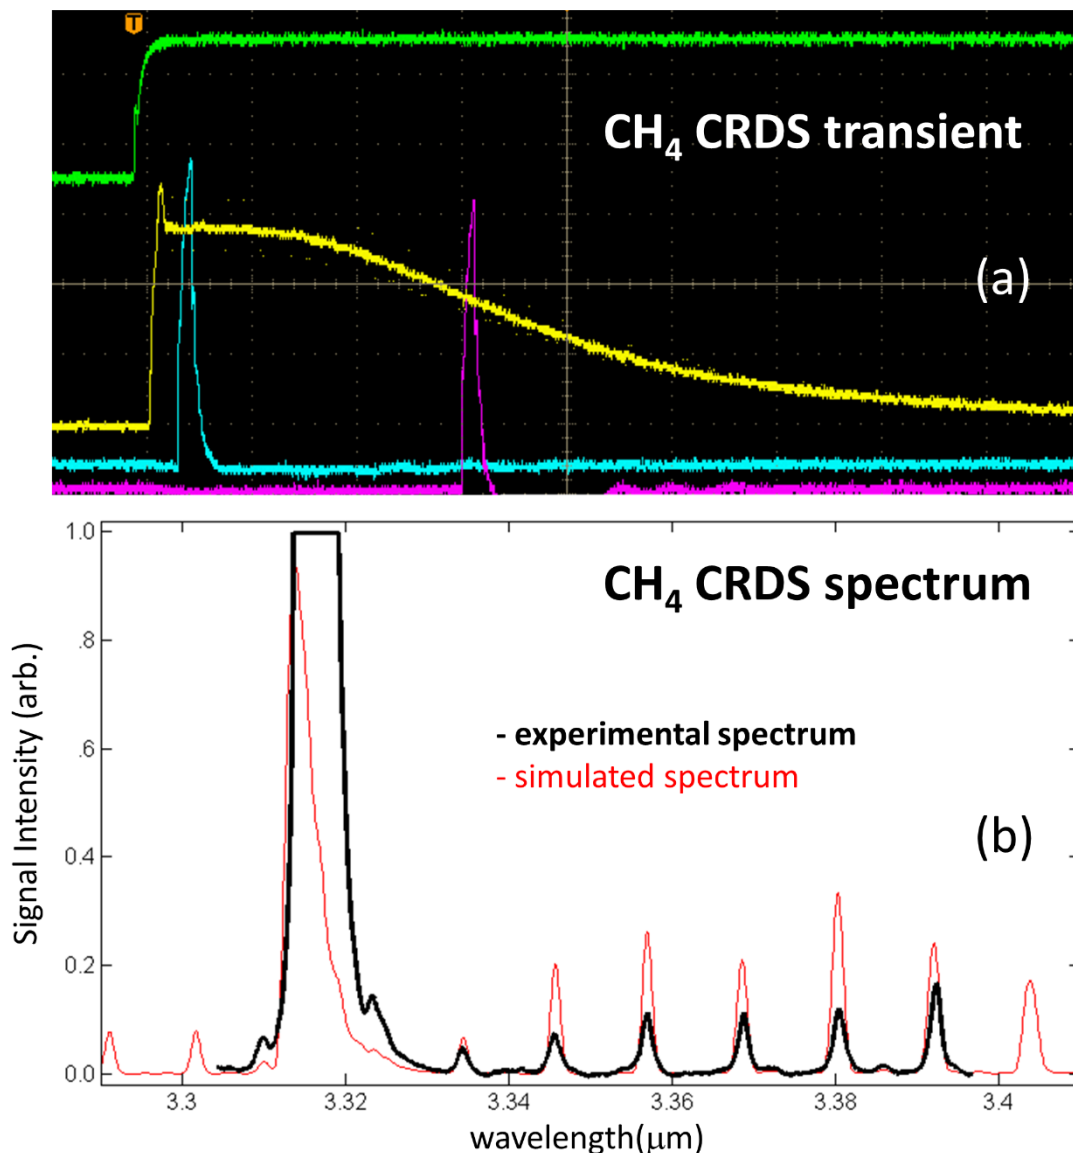 T
CH₄ CRDS transient
(a)
1.0
CH₄ CRDS spectrum
.8
- experimental spectrum
.6
- simulated spectrum
(b)
0.4
0.2
0.0
Signal Intensity (arb.)
3.3 3.32 3.34 3.36 3.38 3.4
wavelength(μm)